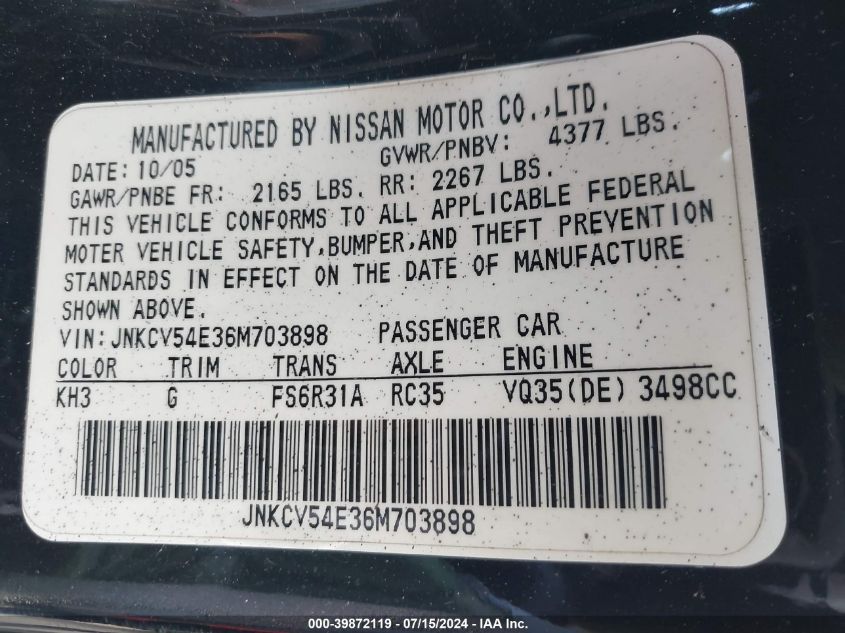 MANUFACTURED BY NISSAN MOTOR CO.,LTD.
DATE: 10/05 GVWR/PNBV: 4377 LBS.
GAWR/PNBE FR: 2165 LBS. RR: 2267 LBS.
THIS VEHICLE CONFORMS TO ALL APPLICABLE FEDERAL
MOTER VEHICLE SAFETY,BUMPER,AND THEFT PREVENTION
STANDARDS IN EFFECT ON THE DATE OF MANUFACTURE
SHOWN ABOVE.
VIN: JNKCV54E36M703898 PASSENGER CAR
COLOR TRIM TRANS AXLE ENGINE
KH3 G FS6R31A RC35 VQ35(DE) 3498CC
JNKCV54E36M703898
000-39872119 - 07/15/2024 - IAA Inc.